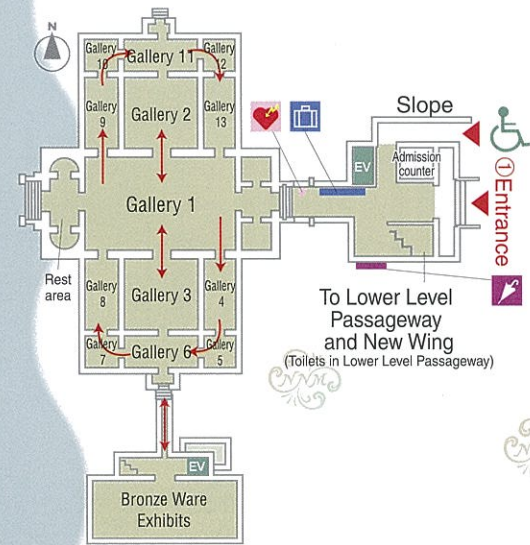 N
Gallery
10
Gallery 11
Gallery
12
Gallery
9
Gallery 2
Gallery
13
Slope
EV
Admission
counter
①Entrance
Gallery 1
Rest
area
Gallery
8
Gallery 3
Gallery
4
To Lower Level
Passageway
and New Wing
(Toilets in Lower Level Passageway)
Gallery
7
Gallery 6
Gallery
5
EV
Bronze Ware
Exhibits